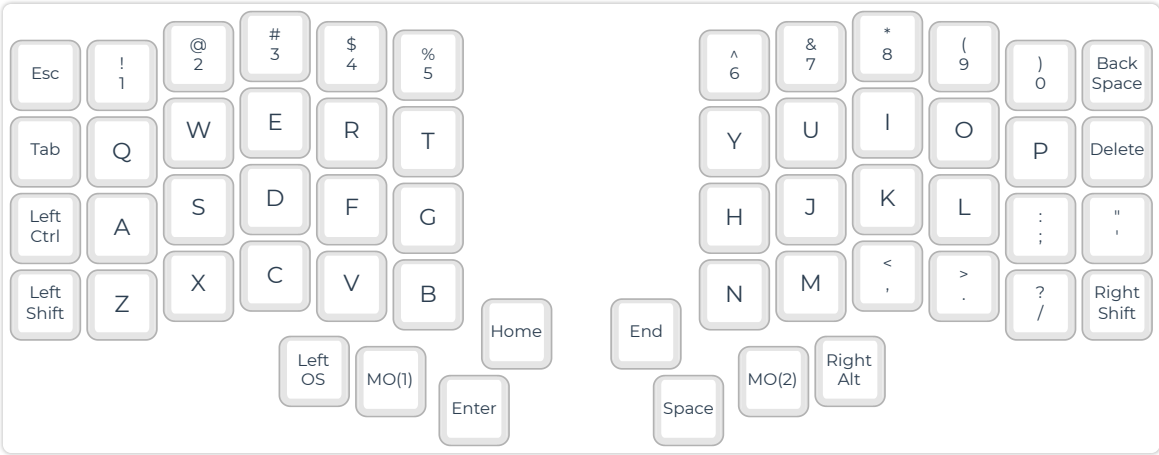 Esc
!
1
@
2
#
3
$
4
%
5
^
6
&
7
*
8
(
9
)
0
Back
Space
Tab
Q
W
E
R
T
Y
U
I
O
P
Delete
Left
Ctrl
A
S
D
F
G
H
J
K
L
:
;
"
'
Left
Shift
Z
X
C
V
B
N
M
<
,
>
.
?
/
Right
Shift
Home
End
Left
OS
MO(1)
Enter
Space
MO(2)
Right
Alt